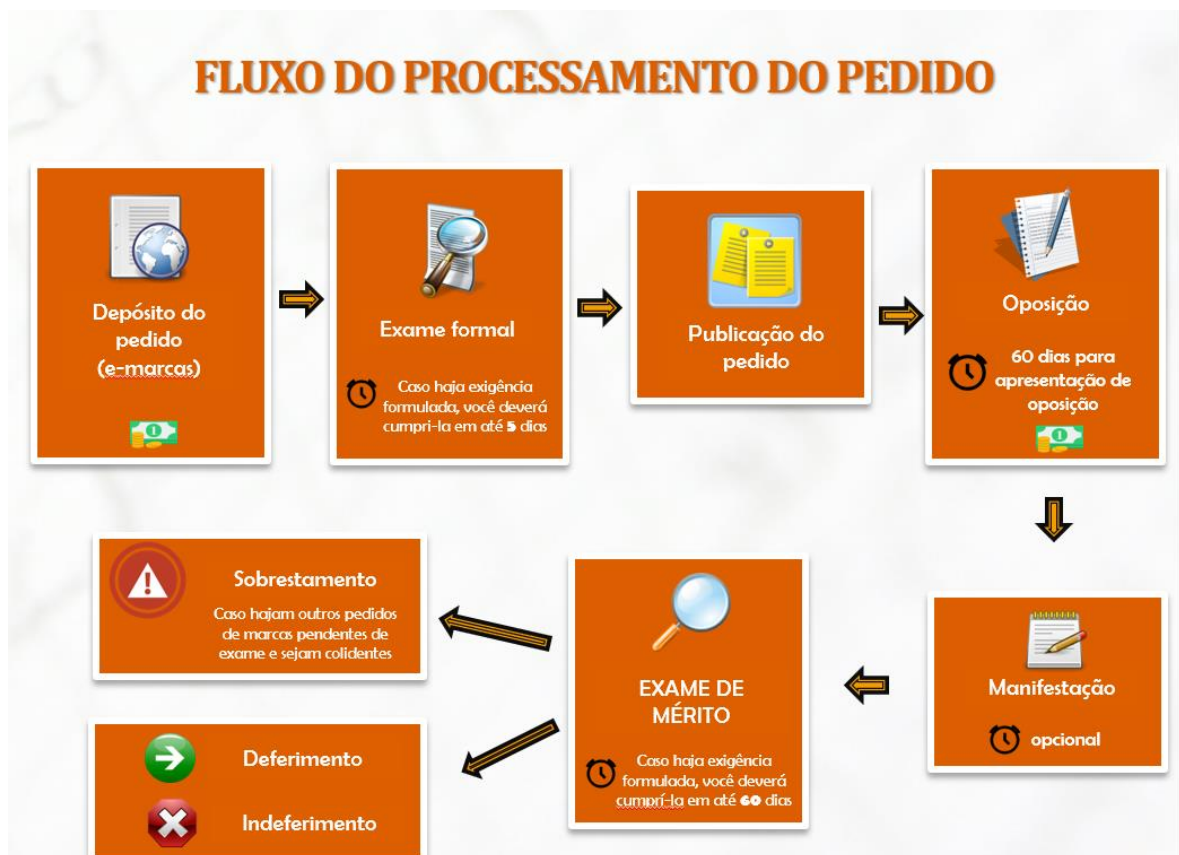 FLUXO DO PROCESSAMENTO DO PEDIDO
Depósito do
pedido
(e-marcas)
Exame formal
Caso haja exigência
formulada, você deverá
cumpri-la em até 5 dias
Publicação do
pedido
Oposição
60 dias para
apresentação de
oposição
Manifestação
opcional
EXAME DE
MÉRITO
Caso haja exigência
formulada, você deverá
cumprí-la em até 60 dias
Sobrestamento
Caso hajam outros pedidos
de marcas pendentes de
exame e sejam colidentes
Deferimento
Indeferimento